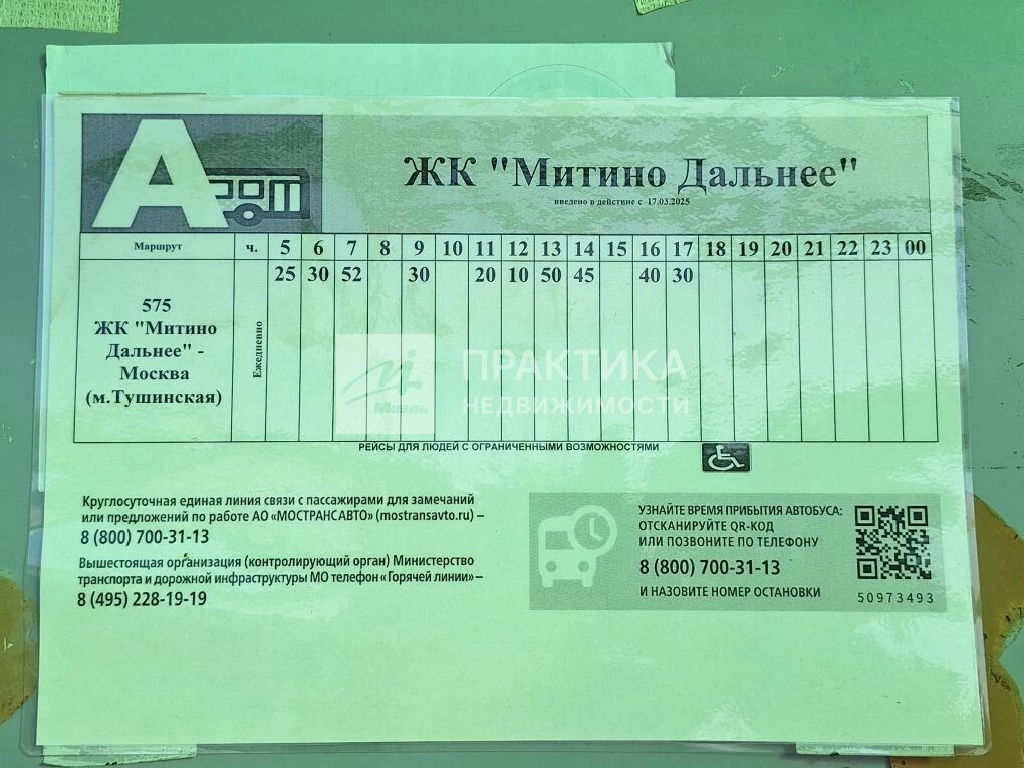 А
ЖК "Митино Дальнее"
введено в действие с 17.03.2025
Маршрут ч. 5 6 7 8 9 10 11 12 13 14 15 16 17 18 19 20 21 22 23 00
25 30 52 30 20 10 50 45 40 30
575
ЖК "Митино
Дальнее" -
Москва
(м.Тушинская)
Ежедневно
Миэль
ПРАКТИКА
НЕДВИЖИМОСТИ
РЕЙСЫ ДЛЯ ЛЮДЕЙ С ОГРАНИЧЕННЫМИ ВОЗМОЖНОСТЯМИ
Круглосуточная единая линия связи с пассажирами для замечаний
или предложений по работе АО «МОСТРАНСАВТО» (mostransavto.ru) –
8 (800) 700-31-13
Вышестоящая организация (контролирующий орган) Министерство
транспорта и дорожной инфраструктуры МО телефон «Горячей линии» –
8 (495) 228-19-19
УЗНАЙТЕ ВРЕМЯ ПРИБЫТИЯ АВТОБУСА:
ОТСКАНИРУЙТЕ QR-КОД
ИЛИ ПОЗВОНИТЕ ПО ТЕЛЕФОНУ
8 (800) 700-31-13
И НАЗОВИТЕ НОМЕР ОСТАНОВКИ
50973493